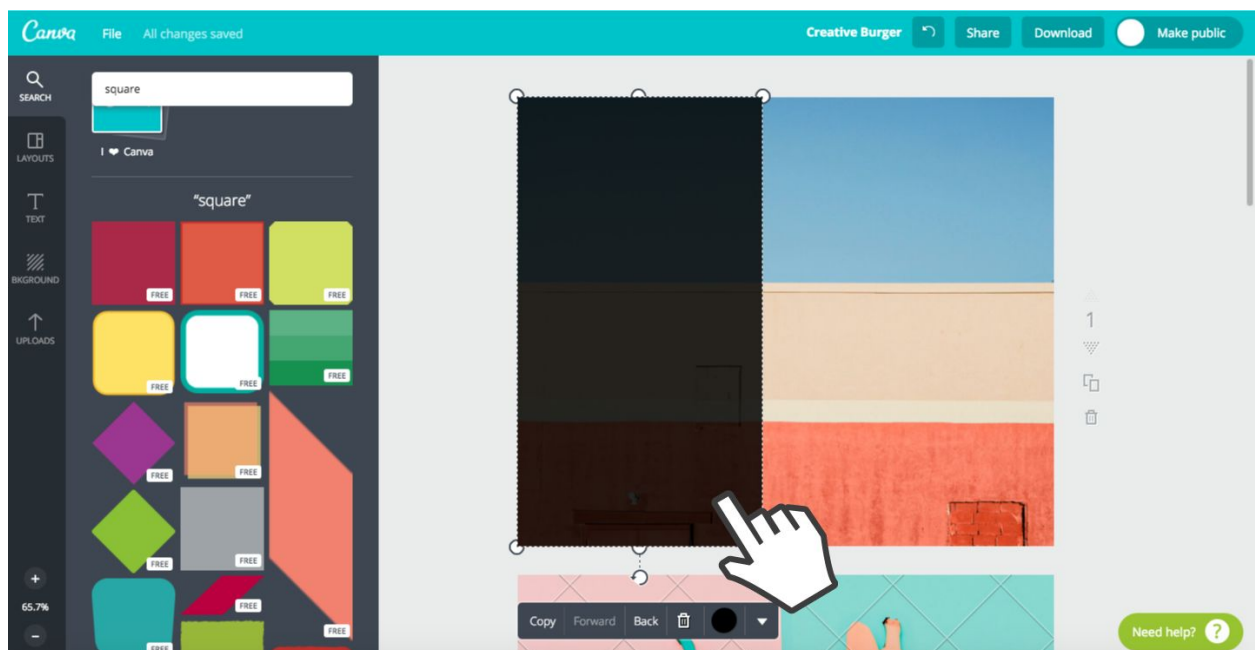 Canva File All changes saved Creative Burger Share Download Make public
SEARCH
LAYOUTS
TEXT
BKGROUND
UPLOADS
+
65.7%
−
square
I ❤ Canva
"square"
FREE FREE FREE
FREE FREE FREE
FREE FREE
FREE FREE
FREE
FREE FREE
1
Copy Forward Back
Need help? ?